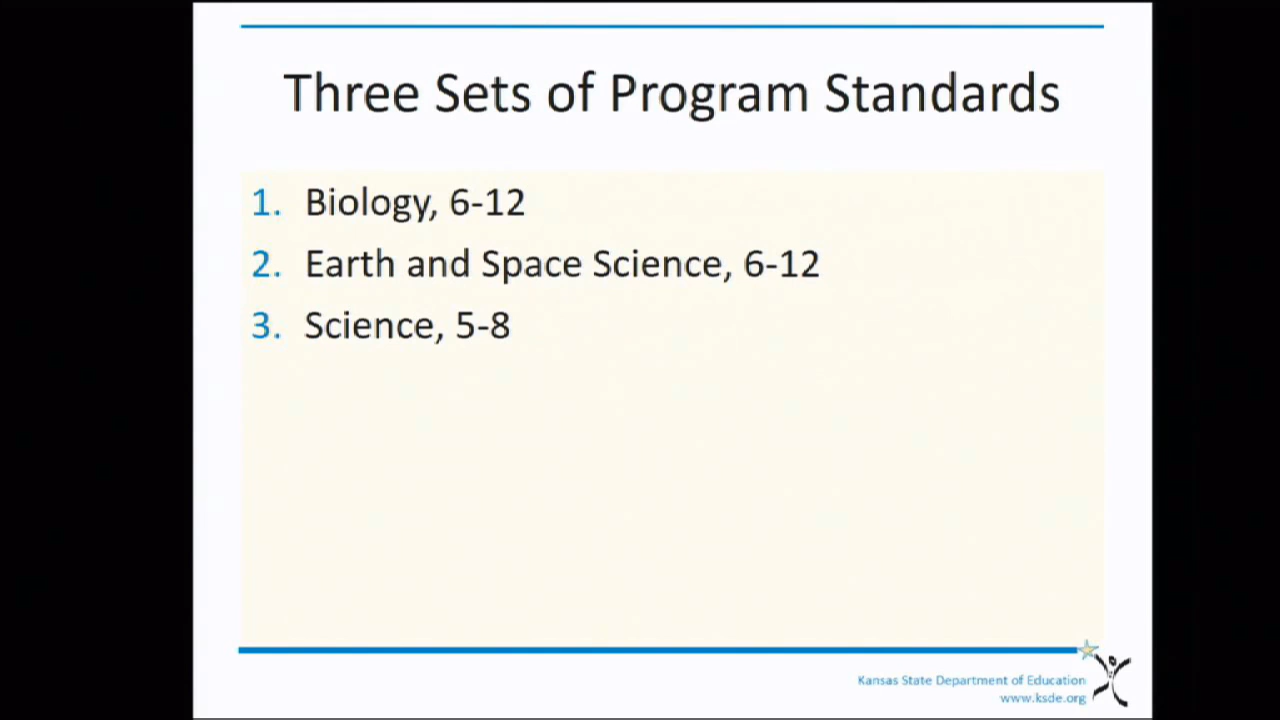 Three Sets of Program Standards
1. Biology, 6-12
2. Earth and Space Science, 6-12
3. Science, 5-8
Kansas State Department of Education
www.ksde.org